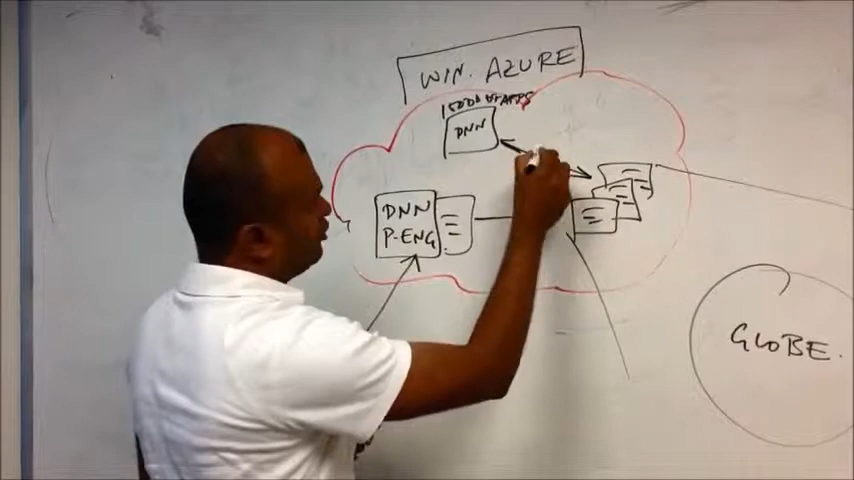 WIN. AZURE
DNN
DNN
P-ENG.
GLOBE.